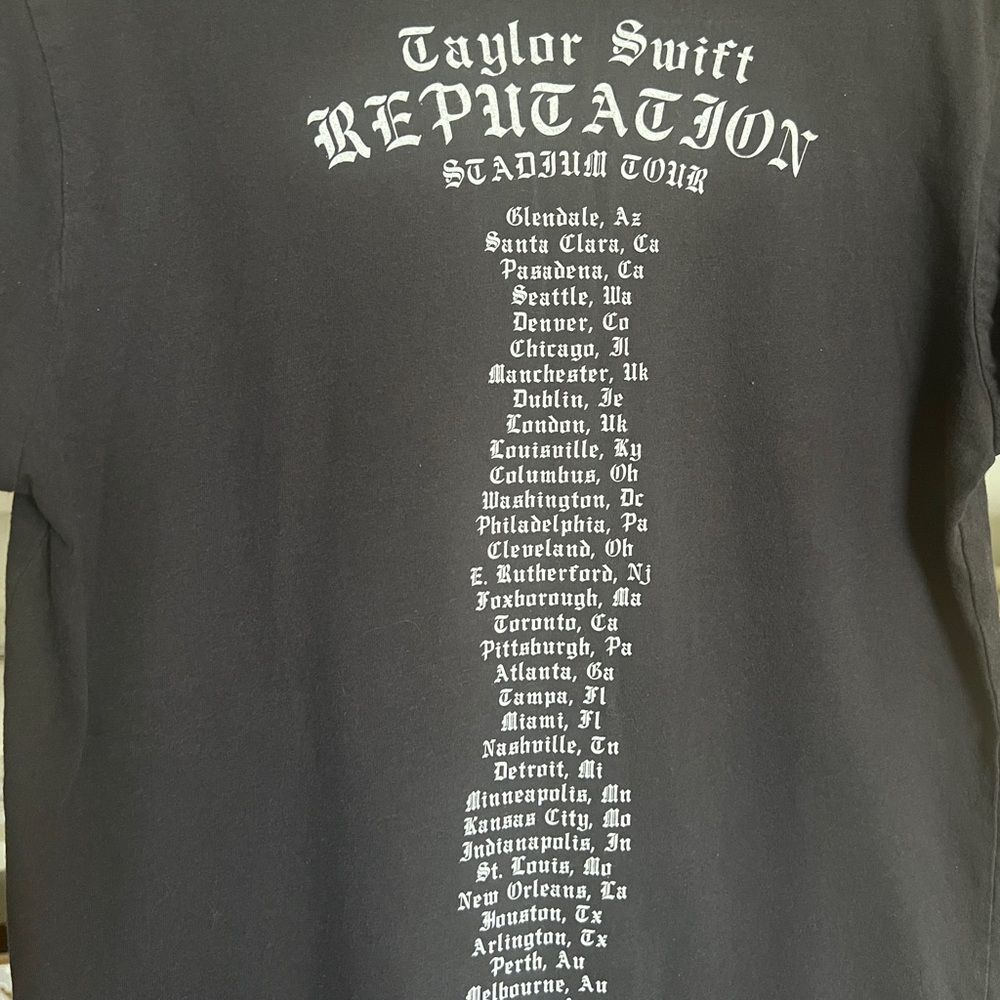 Taylor Swift
REPUTATION
STADIUM TOUR
Glendale, Az
Santa Clara, Ca
Pasadena, Ca
Seattle, Wa
Denver, Co
Chicago, Il
Manchester, Uk
Dublin, Ie
London, Uk
Louisville, Ky
Columbus, Oh
Washington, Dc
Philadelphia, Pa
Cleveland, Oh
E. Rutherford, Nj
Foxborough, Ma
Toronto, Ca
Pittsburgh, Pa
Atlanta, Ga
Tampa, Fl
Miami, Fl
Nashville, Tn
Detroit, Mi
Minneapolis, Mn
Kansas City, Mo
Indianapolis, In
St. Louis, Mo
New Orleans, La
Houston, Tx
Arlington, Tx
Perth, Au
Melbourne, Au